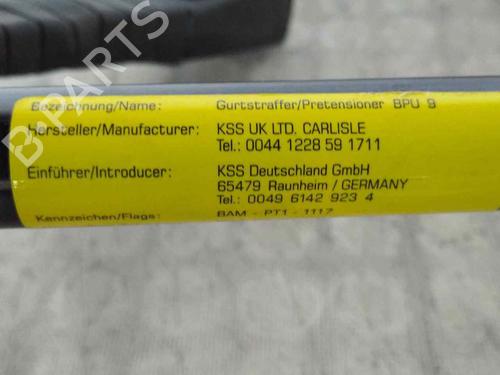 Bezeichnung/Name: Gurtstraffer/Pretensioner BPU 9
Hersteller/Manufacturer: KSS UK LTD. CARLISLE
Tel.: 0044 1228 59 1711
Einführer/Introducer: KSS Deutschland GmbH
65479 Raunheim / GERMANY
Tel.: 0049 6142 923 4
Kennzeichen/Flags: BAM - PT1 - 1117
B-PARTS